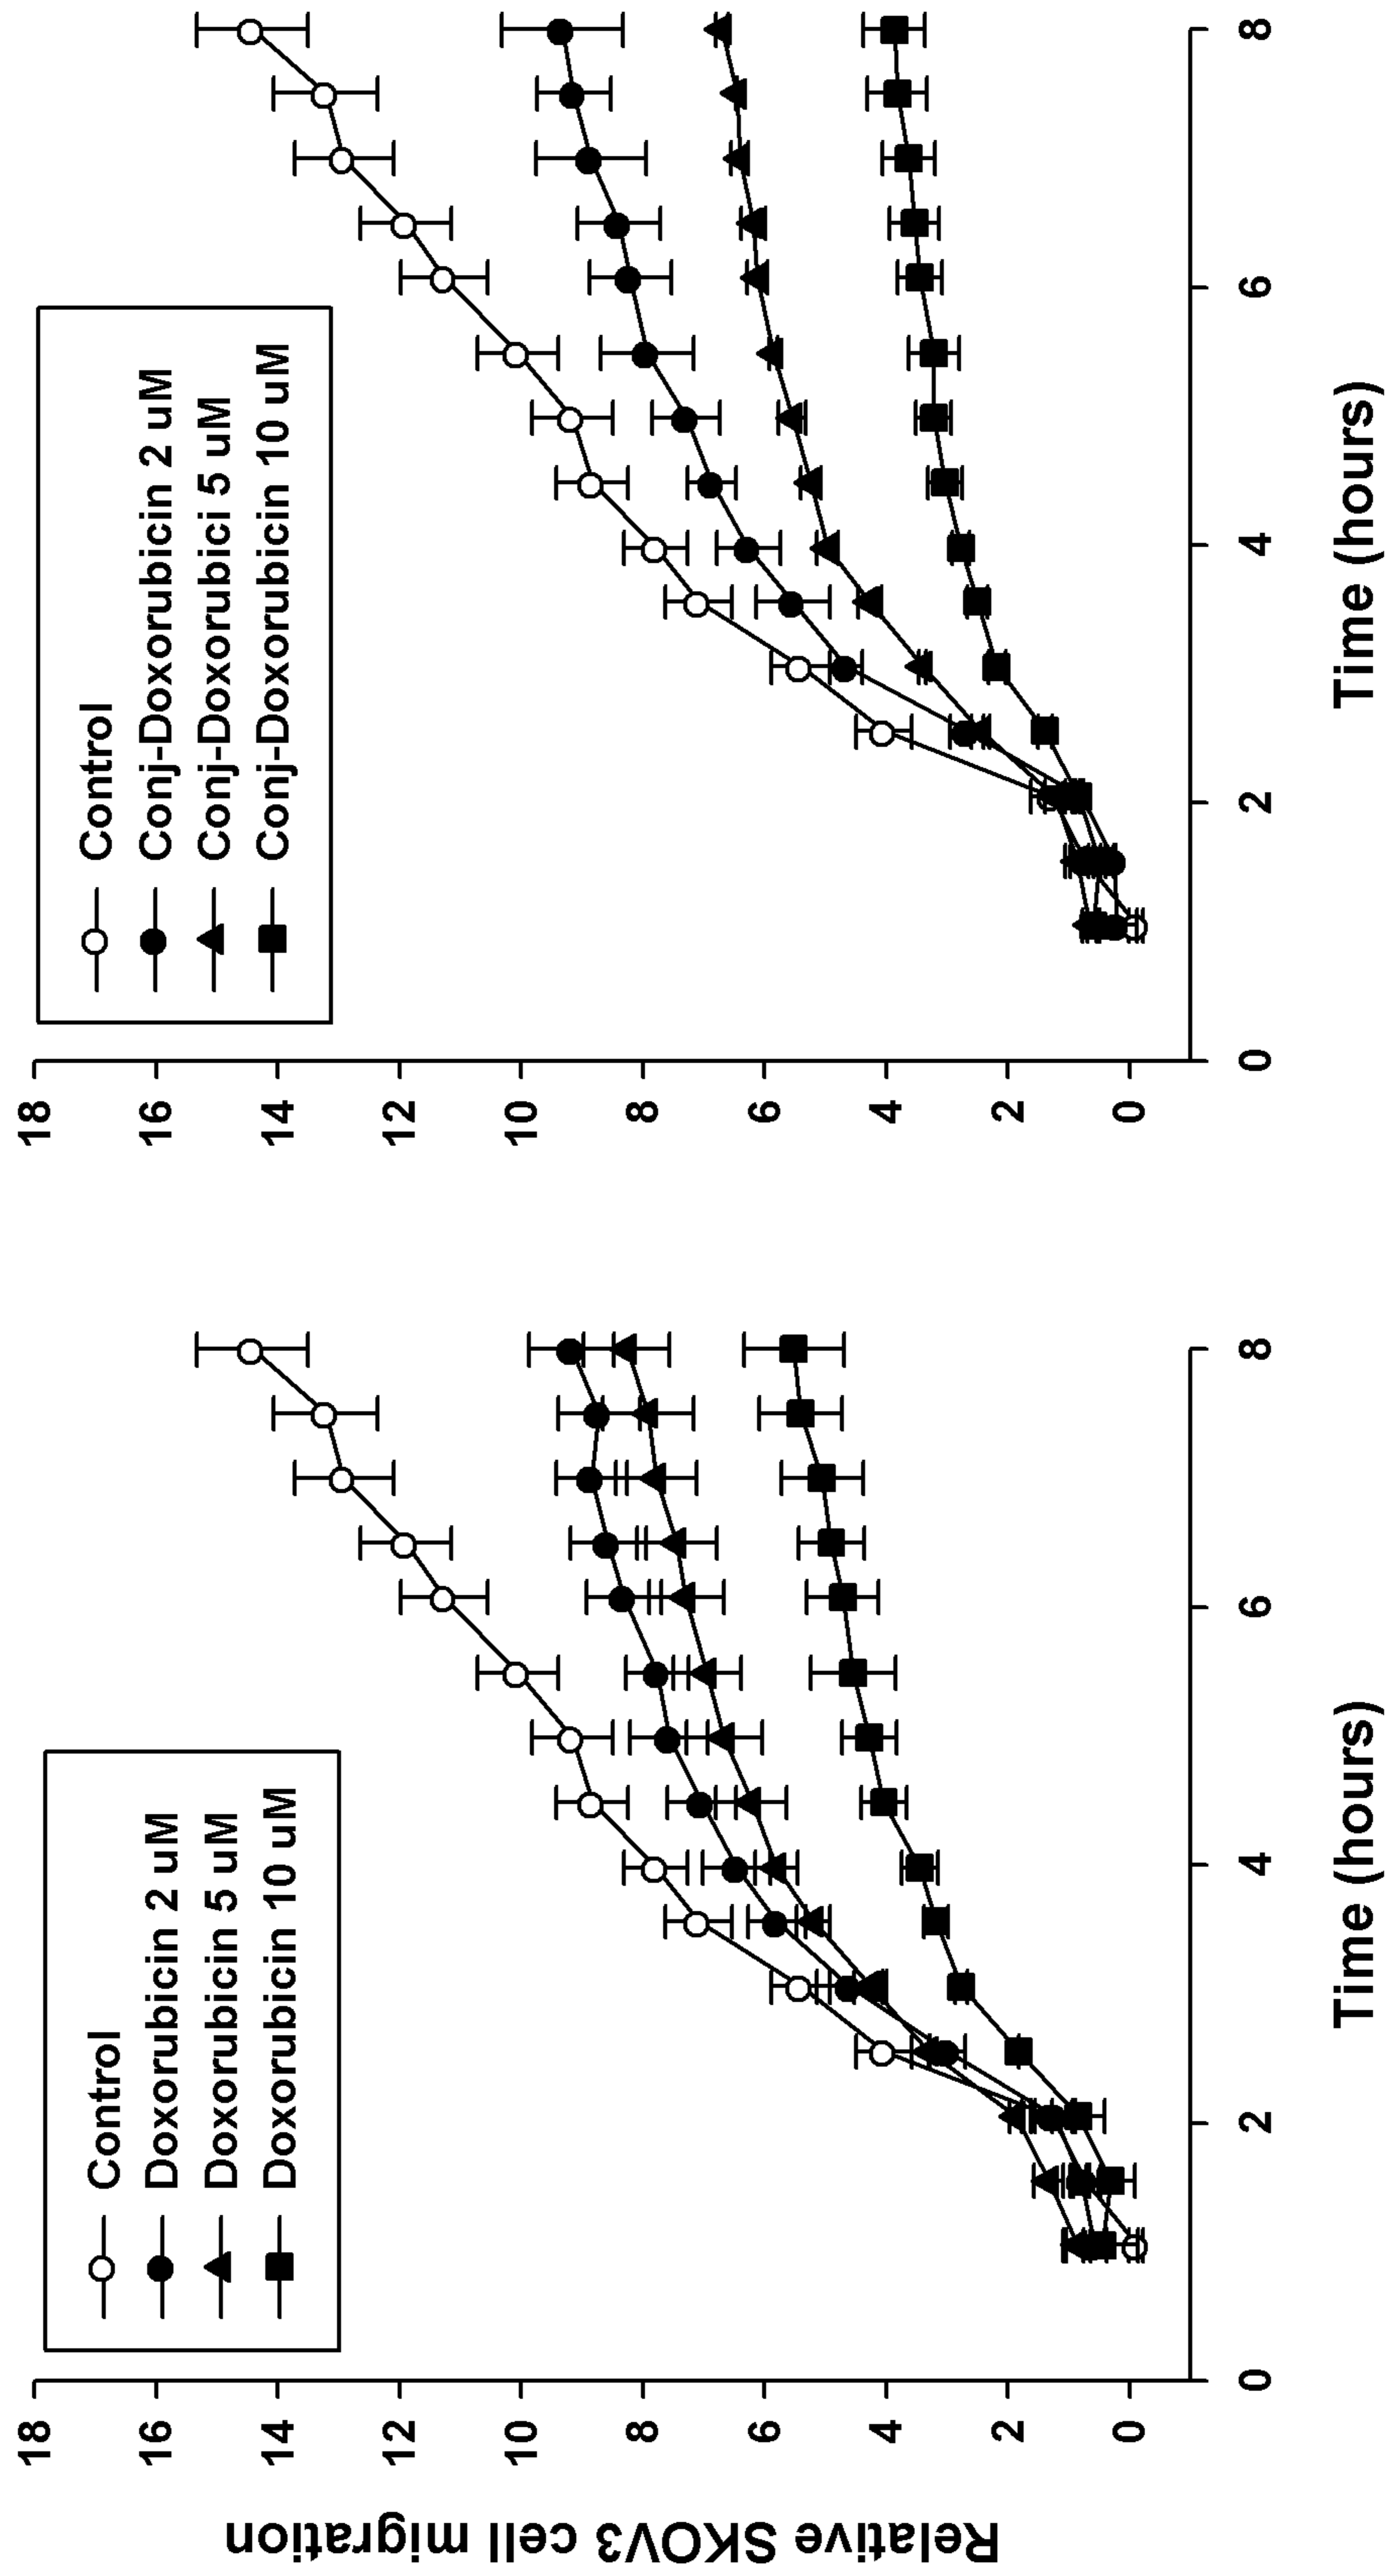 Relative SKOV3 cell migration
18
16
14
12
10
8
6
4
2
0
Control
Doxorubicin 2 uM
Doxorubicin 5 uM
Doxorubicin 10 uM
0
2
4
6
8
Time (hours)
18
16
14
12
10
8
6
4
2
0
Control
Conj-Doxorubicin 2 uM
Conj-Doxorubici 5 uM
Conj-Doxorubicin 10 uM
0
2
4
6
8
Time (hours)